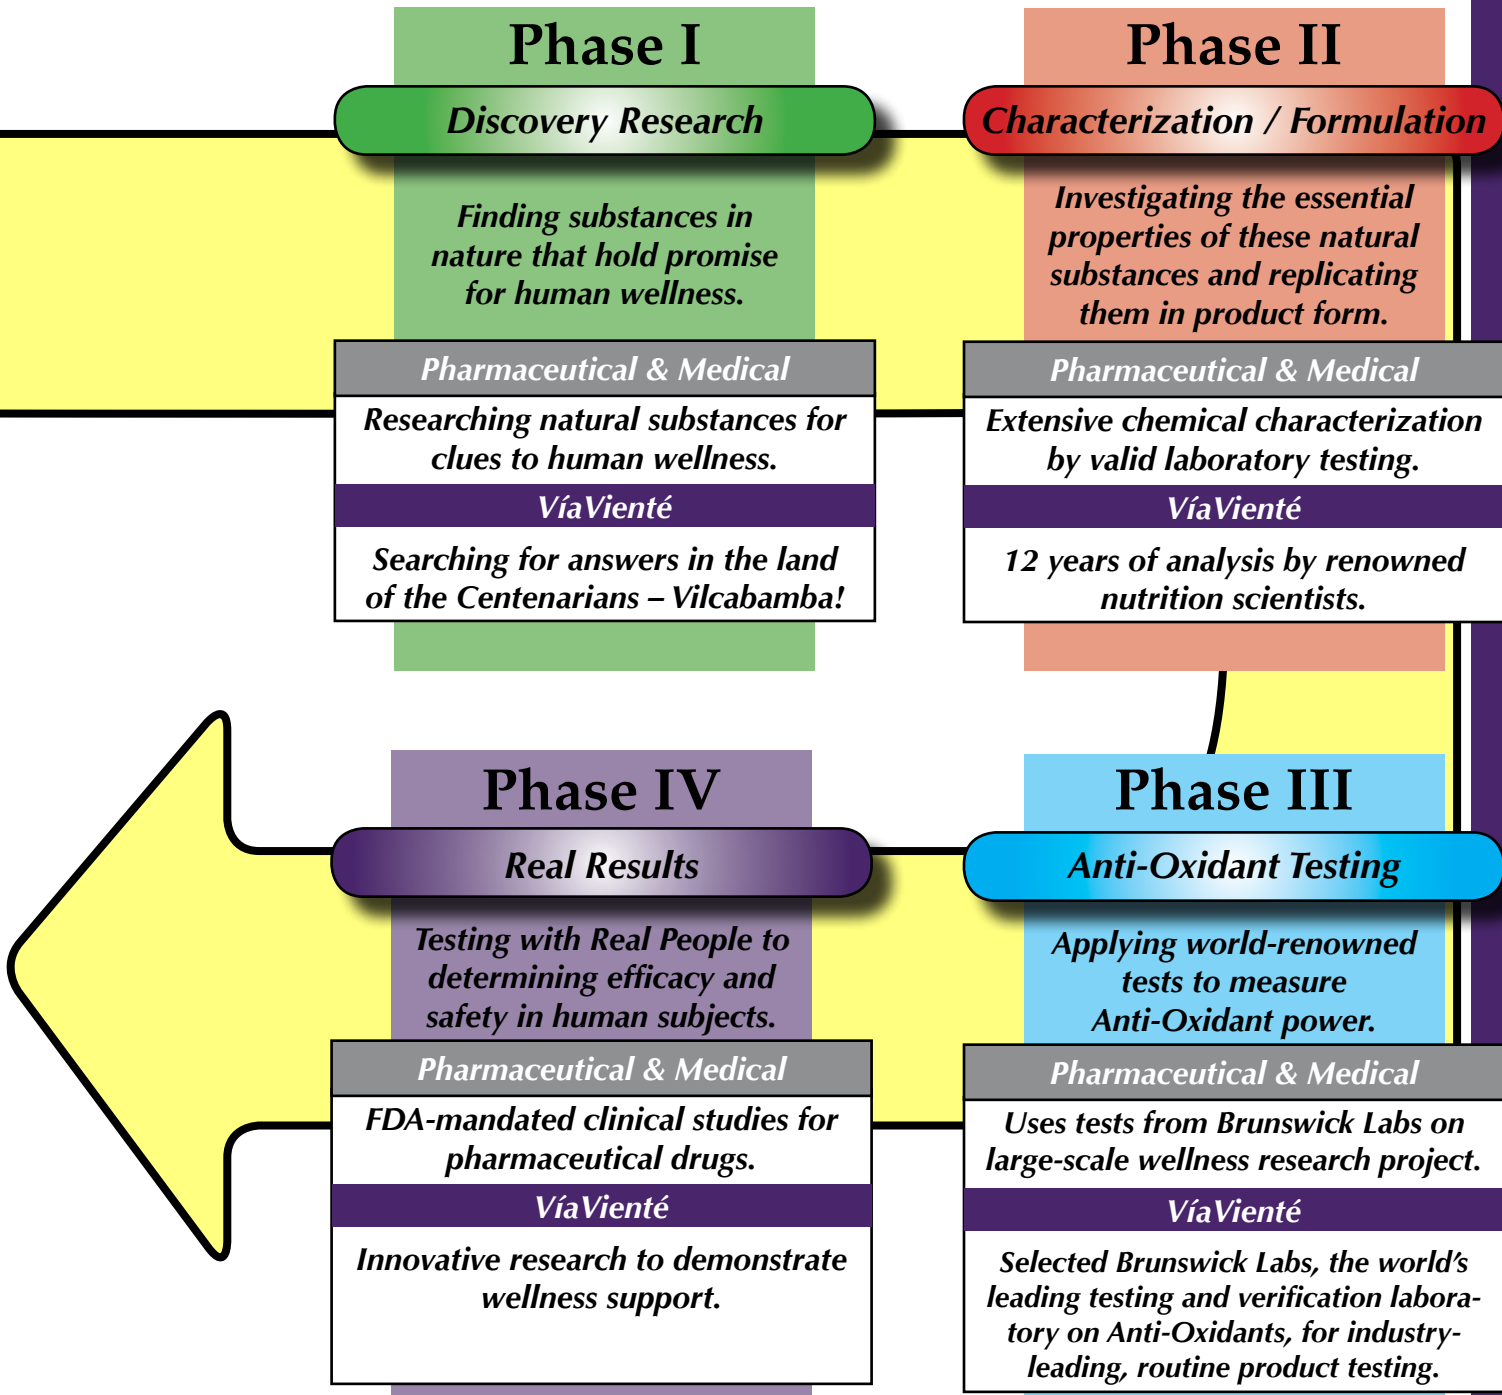 Phase I
Discovery Research
Finding substances in
nature that hold promise
for human wellness.
Pharmaceutical & Medical
Researching natural substances for
clues to human wellness.
VíaVienté
Searching for answers in the land
of the Centenarians – Vilcabamba!
Phase II
Characterization / Formulation
Investigating the essential
properties of these natural
substances and replicating
them in product form.
Pharmaceutical & Medical
Extensive chemical characterization
by valid laboratory testing.
VíaVienté
12 years of analysis by renowned
nutrition scientists.
Phase III
Anti-Oxidant Testing
Applying world-renowned
tests to measure
Anti-Oxidant power.
Pharmaceutical & Medical
Uses tests from Brunswick Labs on
large-scale wellness research project.
VíaVienté
Selected Brunswick Labs, the world's
leading testing and verification labora-
tory on Anti-Oxidants, for industry-
leading, routine product testing.
Phase IV
Real Results
Testing with Real People to
determining efficacy and
safety in human subjects.
Pharmaceutical & Medical
FDA-mandated clinical studies for
pharmaceutical drugs.
VíaVienté
Innovative research to demonstrate
wellness support.